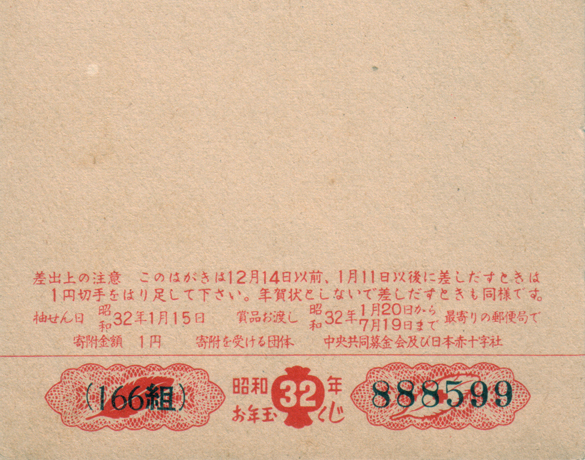 差出上の注意 このはがきは12月14日以前、1月11日以後に差しだすときは
1円切手をはり足して下さい。年賀状としないで差しだすときも同様です。
抽せん日 昭和32年1月15日 賞品お渡し 昭和32年1月20日から7月19日まで 最寄りの郵便局で
寄附金額 1円 寄附を受ける団体 中央共同募金会及び日本赤十字社
(166組) 昭和32年 888599
お年玉くじ